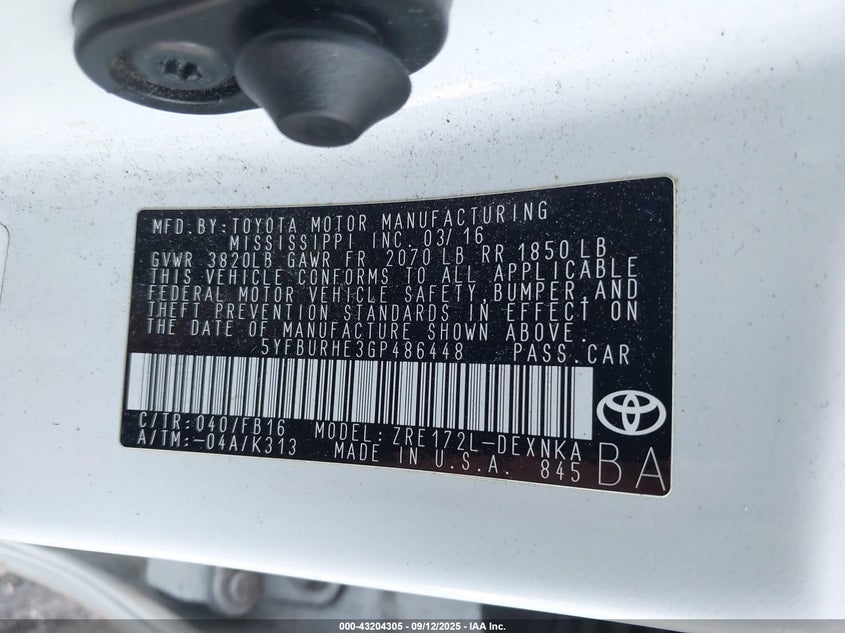 MFD. BY: TOYOTA MOTOR MANUFACTURING
MISSISSIPPI INC. 03/16
GVWR 3820LB GAWR FR 2070LB RR 1850LB
THIS VEHICLE CONFORMS TO ALL APPLICABLE
FEDERAL MOTOR VEHICLE SAFETY, BUMPER, AND
THEFT PREVENTION STANDARDS IN EFFECT ON
THE DATE OF MANUFACTURE SHOWN ABOVE.
5YFBURHE3GP486448 PASS. CAR
C/TR: 040/FB16 MODEL: ZRE172L-DEXNKA
A/TM: -04A/K313 MADE IN U.S.A. 845
BA
000-43204305 - 09/12/2025 - IAA Inc.